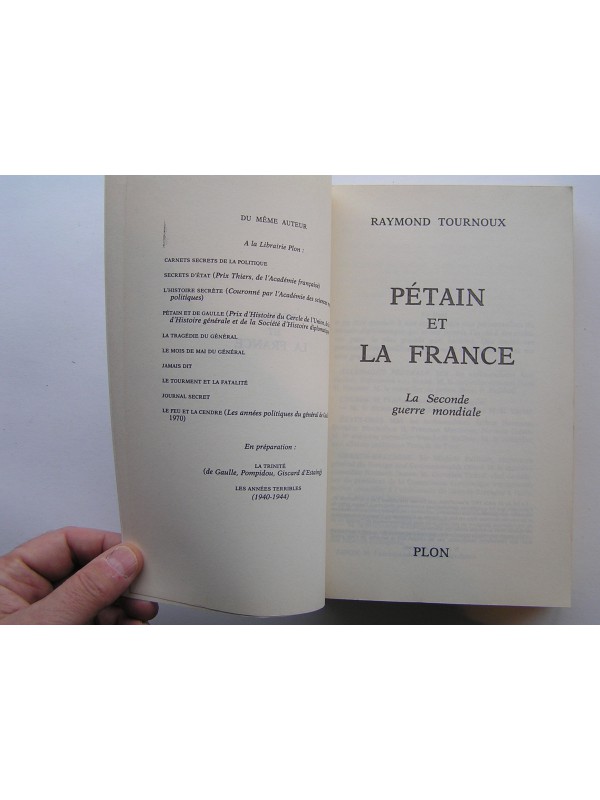 DU MÊME AUTEUR
A la Librairie Plon :
CARNETS SECRETS DE LA POLITIQUE
SECRETS D'ÉTAT (Prix Thiers, de l'Académie française)
L'HISTOIRE SECRÈTE (Couronné par l'Académie des sciences
politiques)
PÉTAIN ET DE GAULLE (Prix d'Histoire du Cercle de l'Union,
d'Histoire générale et de la Société d'Histoire
LA TRAGÉDIE DU GÉNÉRAL
LE MOIS DE MAI DU GÉNÉRAL
JAMAIS DIT
LE TOURMENT ET LA FATALITÉ
JOURNAL SECRET
LE FEU ET LA CENDRE (Les années politiques du général de
1970)
En préparation :
LA TRINITÉ
(de Gaulle, Pompidou, Giscard d'Estaing)
LES ANNÉES TERRIBLES
(1940-1944)
RAYMOND TOURNOUX
PÉTAIN
ET
LA FRANCE
La Seconde
guerre mondiale
PLON